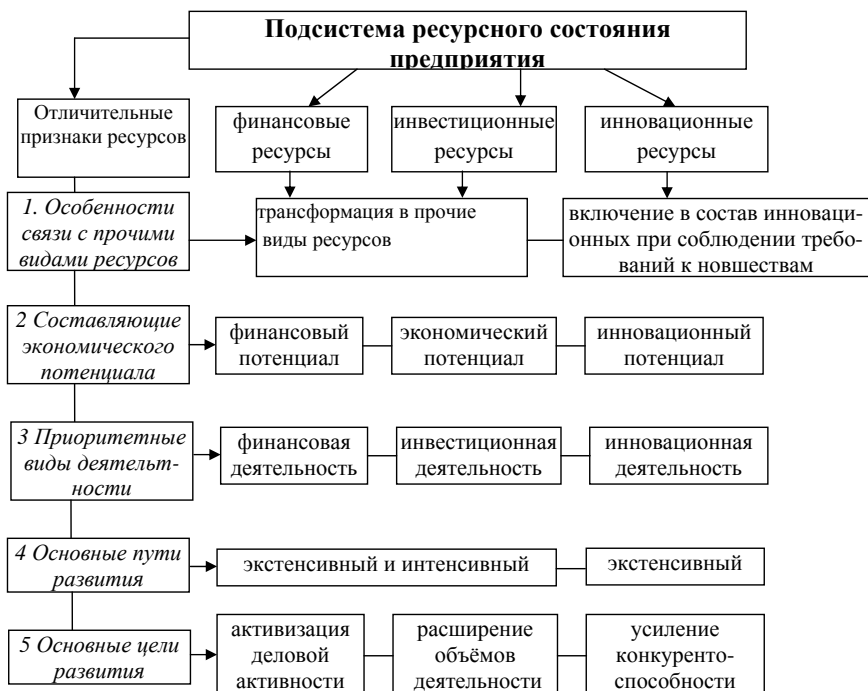 Подсистема ресурсного состояния
предприятия
Отличительные
признаки ресурсов
финансовые
ресурсы
инвестиционные
ресурсы
инновационные
ресурсы
1. Особенности
связи с прочими
видами ресурсов
трансформация в прочие
виды ресурсов
включение в состав инноваци-
онных при соблюдении требо-
ваний к новшествам
2 Составляющие
экономического
потенциала
финансовый
потенциал
экономический
потенциал
инновационный
потенциал
3 Приоритетные
виды деятельт-
ности
финансовая
деятельность
инвестиционная
деятельность
инновационная
деятельность
4 Основные пути
развития
экстенсивный и интенсивный
экстенсивный
5 Основные цели
развития
активизация
деловой
активности
расширение
объёмов
деятельности
усиление
конкуренто-
способности